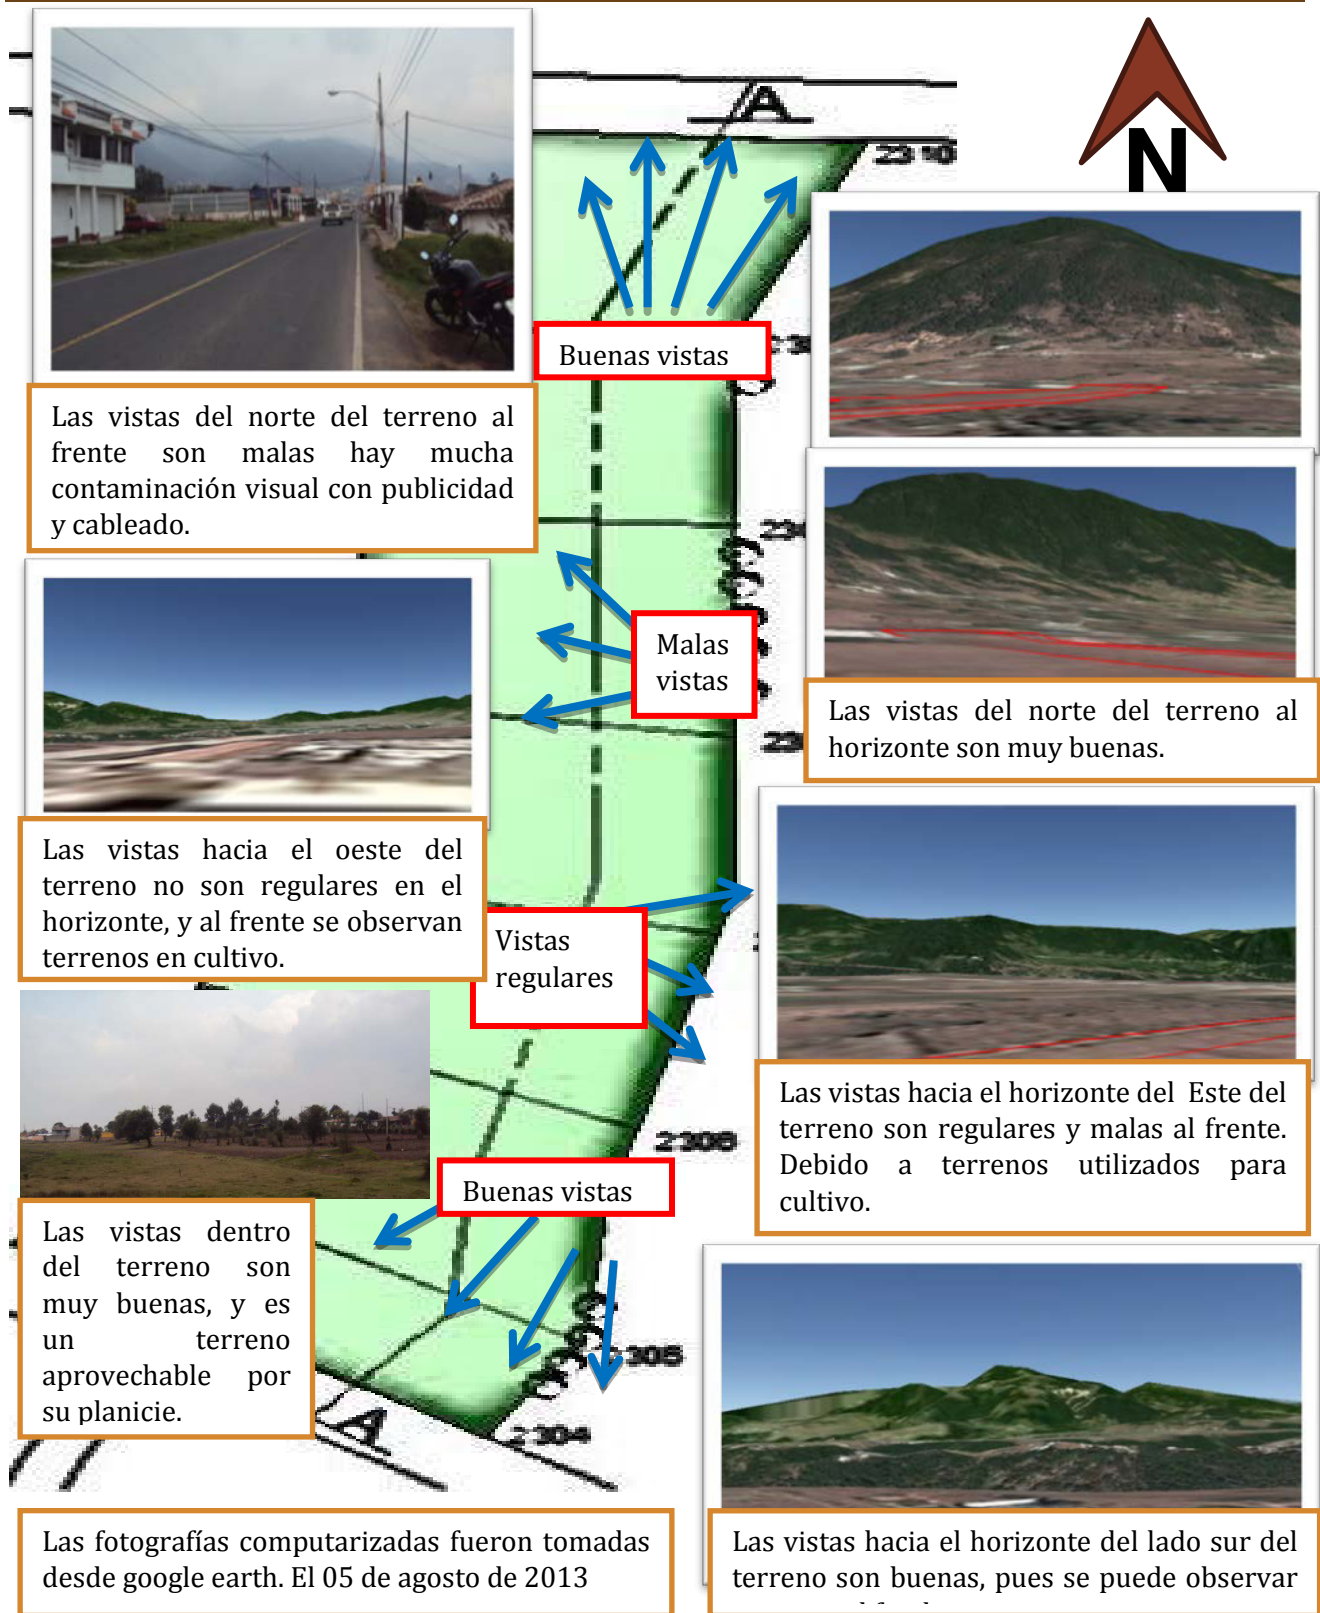 A
2310
N
Buenas vistas
Las vistas del norte del terreno al
frente son malas hay mucha
contaminación visual con publicidad
y cableado.
Malas
vistas
Las vistas del norte del terreno al
horizonte son muy buenas.
Las vistas hacia el oeste del
terreno no son regulares en el
horizonte, y al frente se observan
terrenos en cultivo.
Vistas
regulares
Las vistas hacia el horizonte del Este del
terreno son regulares y malas al frente.
Debido a terrenos utilizados para
cultivo.
2306
Buenas vistas
Las vistas dentro
del terreno son
muy buenas, y es
un terreno
aprovechable por
su planicie.
2305
A
2304
Las fotografías computarizadas fueron tomadas
desde google earth. El 05 de agosto de 2013
Las vistas hacia el horizonte del lado sur del
terreno son buenas, pues se puede observar